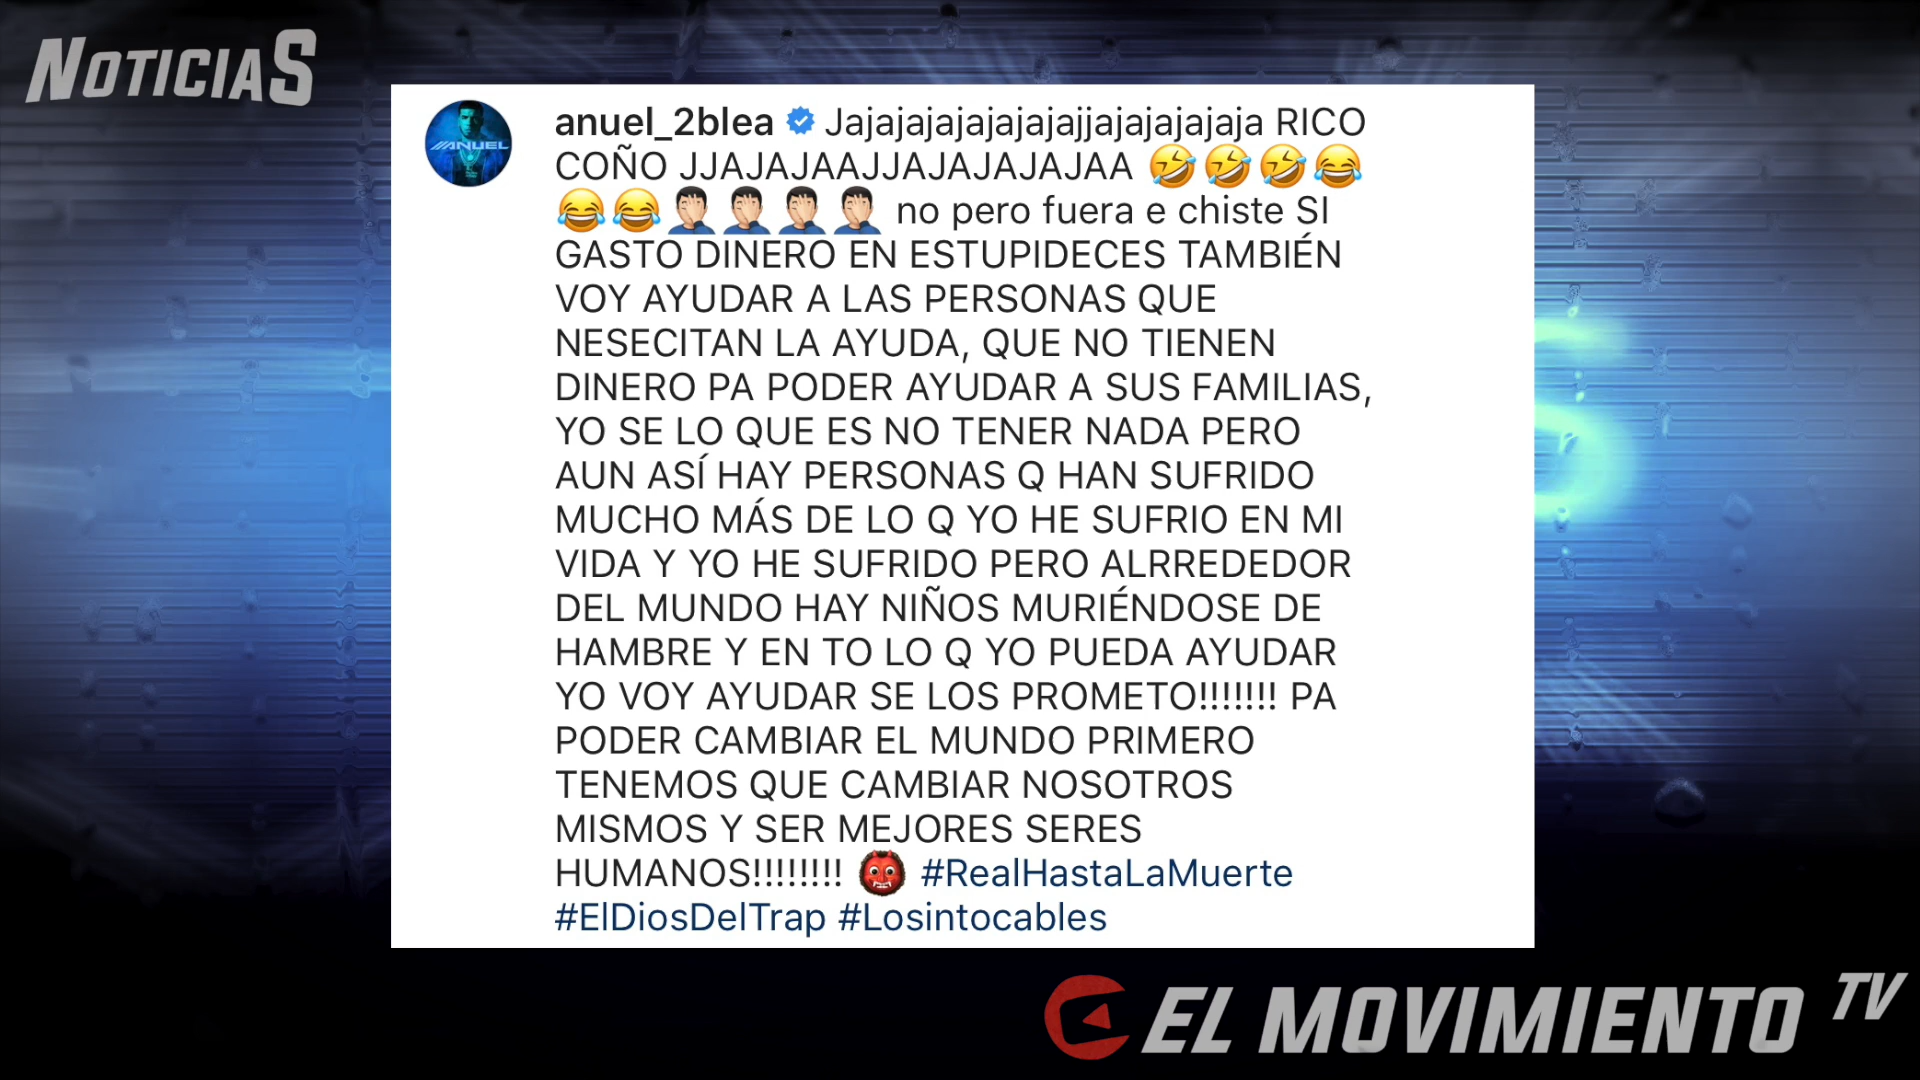 NOTICIAS
anuel_2blea Jajajajajajajajajjajajajajaja RICO
COÑO JJAJAJAAJJAJAJAJAJAA 🤣🤣🤣😂
😂😂🤦🏻‍♂️🤦🏻‍♂️🤦🏻‍♂️🤦🏻‍♂️ no pero fuera e chiste SI
GASTO DINERO EN ESTUPIDECES TAMBIÉN
VOY AYUDAR A LAS PERSONAS QUE
NESECITAN LA AYUDA, QUE NO TIENEN
DINERO PA PODER AYUDAR A SUS FAMILIAS,
YO SE LO QUE ES NO TENER NADA PERO
AUN ASÍ HAY PERSONAS Q HAN SUFRIDO
MUCHO MÁS DE LO Q YO HE SUFRIO EN MI
VIDA Y YO HE SUFRIDO PERO ALRREDEDOR
DEL MUNDO HAY NIÑOS MURIÉNDOSE DE
HAMBRE Y EN TO LO Q YO PUEDA AYUDAR
YO VOY AYUDAR SE LOS PROMETO!!!!!!! PA
PODER CAMBIAR EL MUNDO PRIMERO
TENEMOS QUE CAMBIAR NOSOTROS
MISMOS Y SER MEJORES SERES
HUMANOS!!!!!!!! 👹 #RealHastaLaMuerte
#ElDiosDelTrap #Losintocables
ANUEL
EL MOVIMIENTO TV